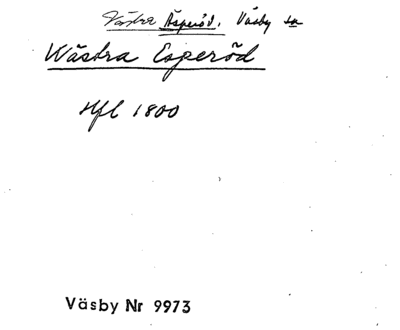 Västra Äsperöd. Väsby sn
Wästra Esperöd
Hfl 1800
Väsby Nr 9973